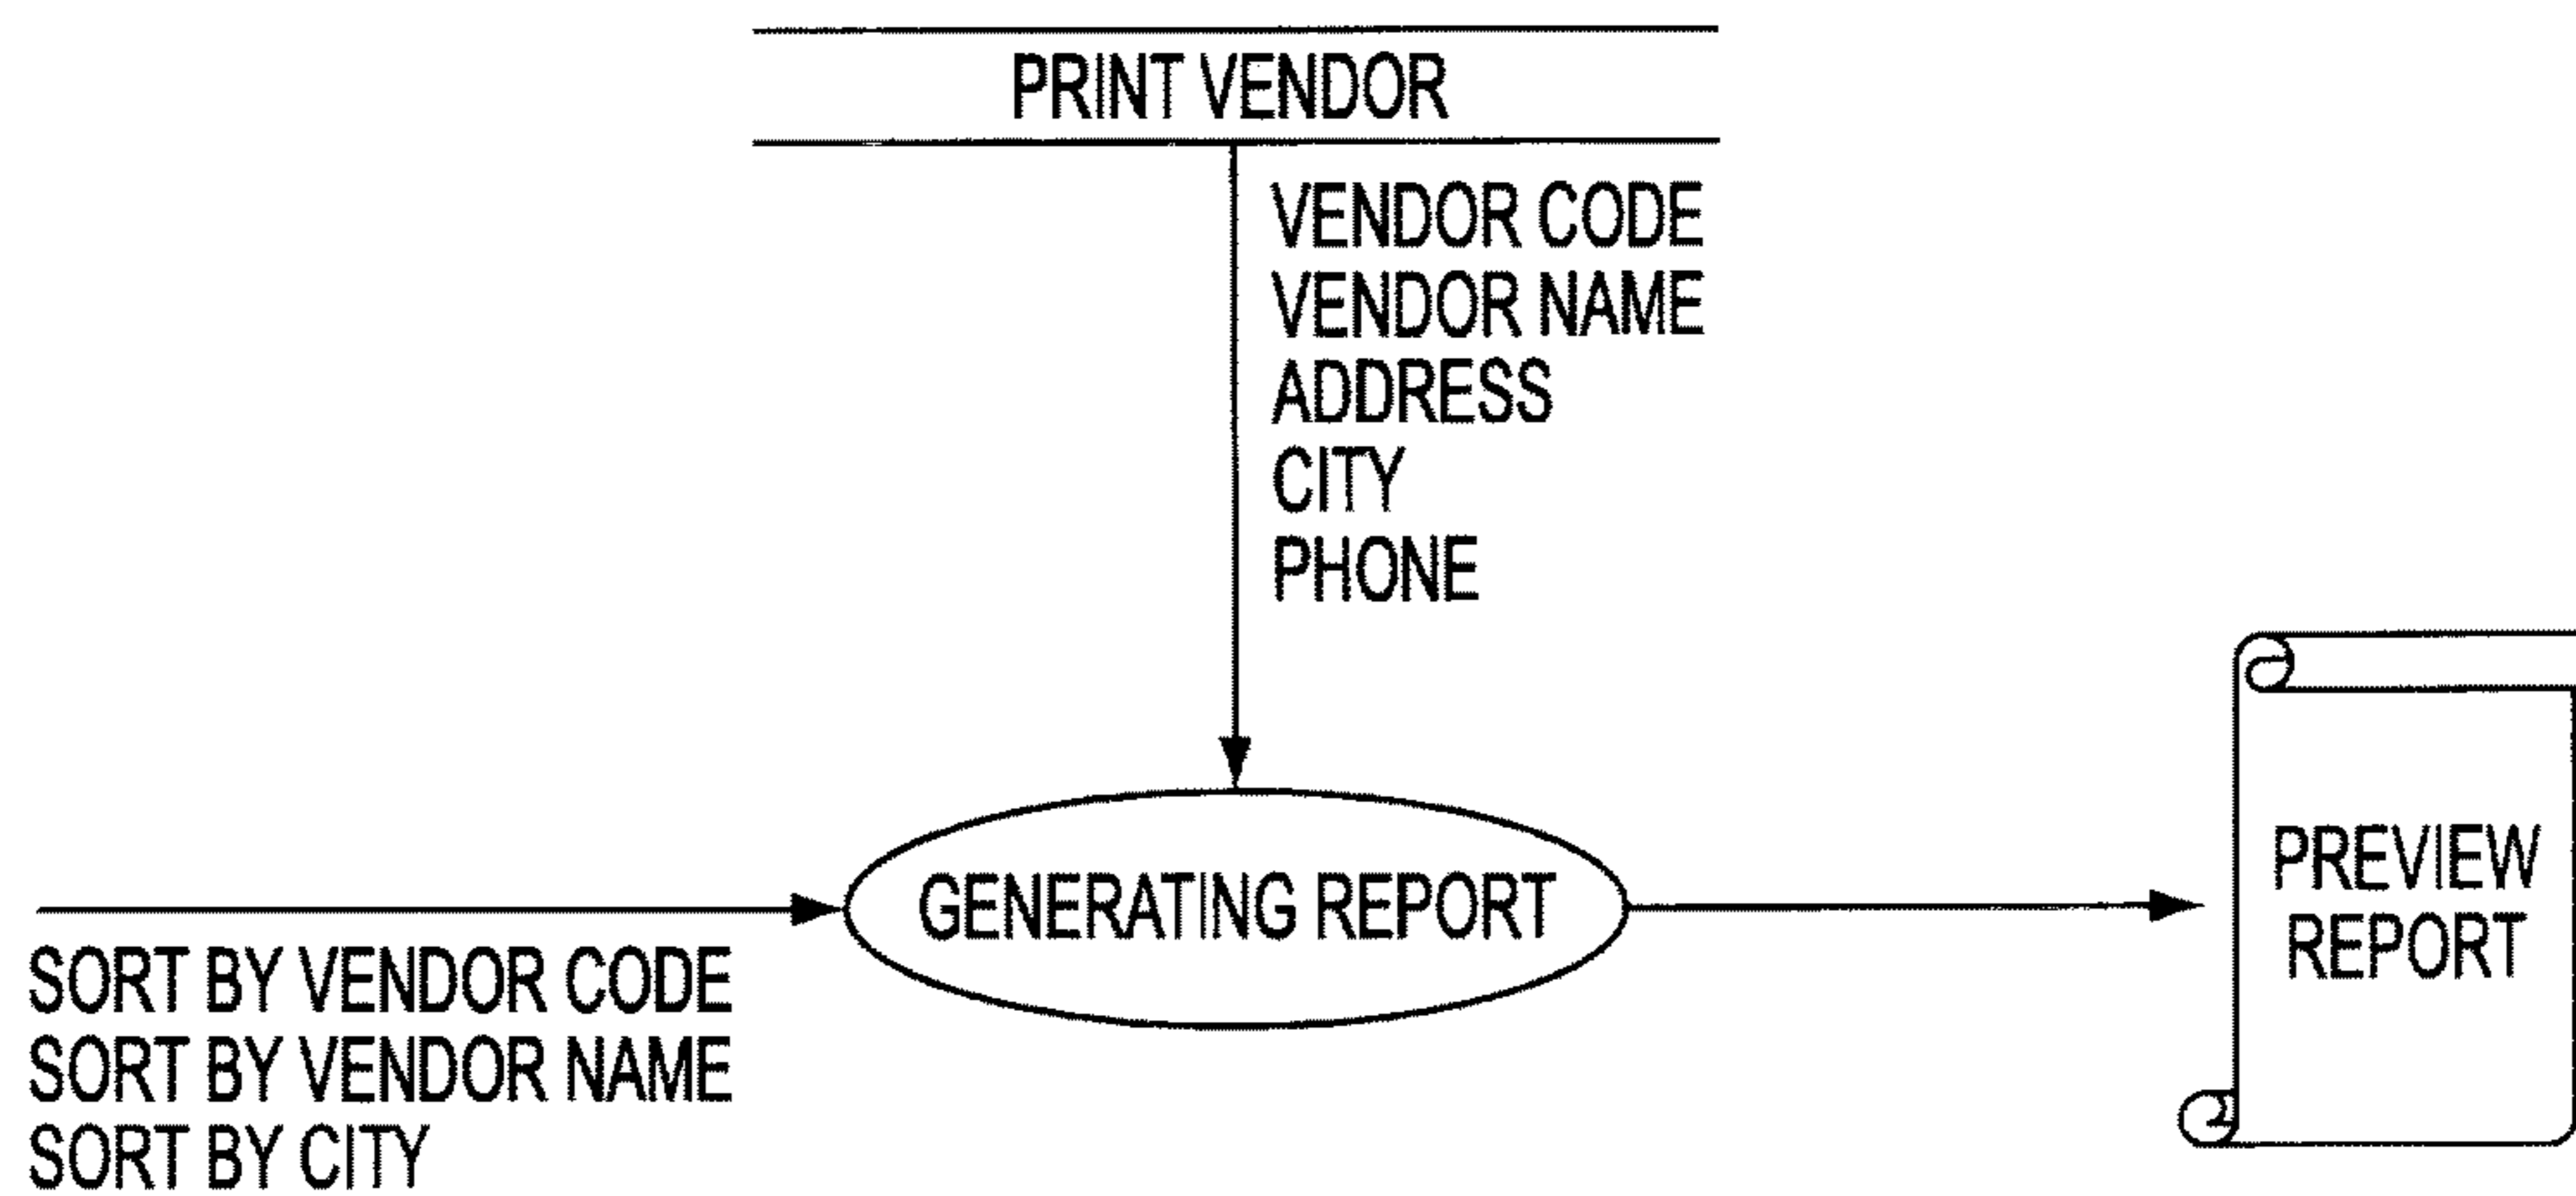 PRINT VENDOR
VENDOR CODE
VENDOR NAME
ADDRESS
CITY
PHONE
GENERATING REPORT
PREVIEW
REPORT
SORT BY VENDOR CODE
SORT BY VENDOR NAME
SORT BY CITY